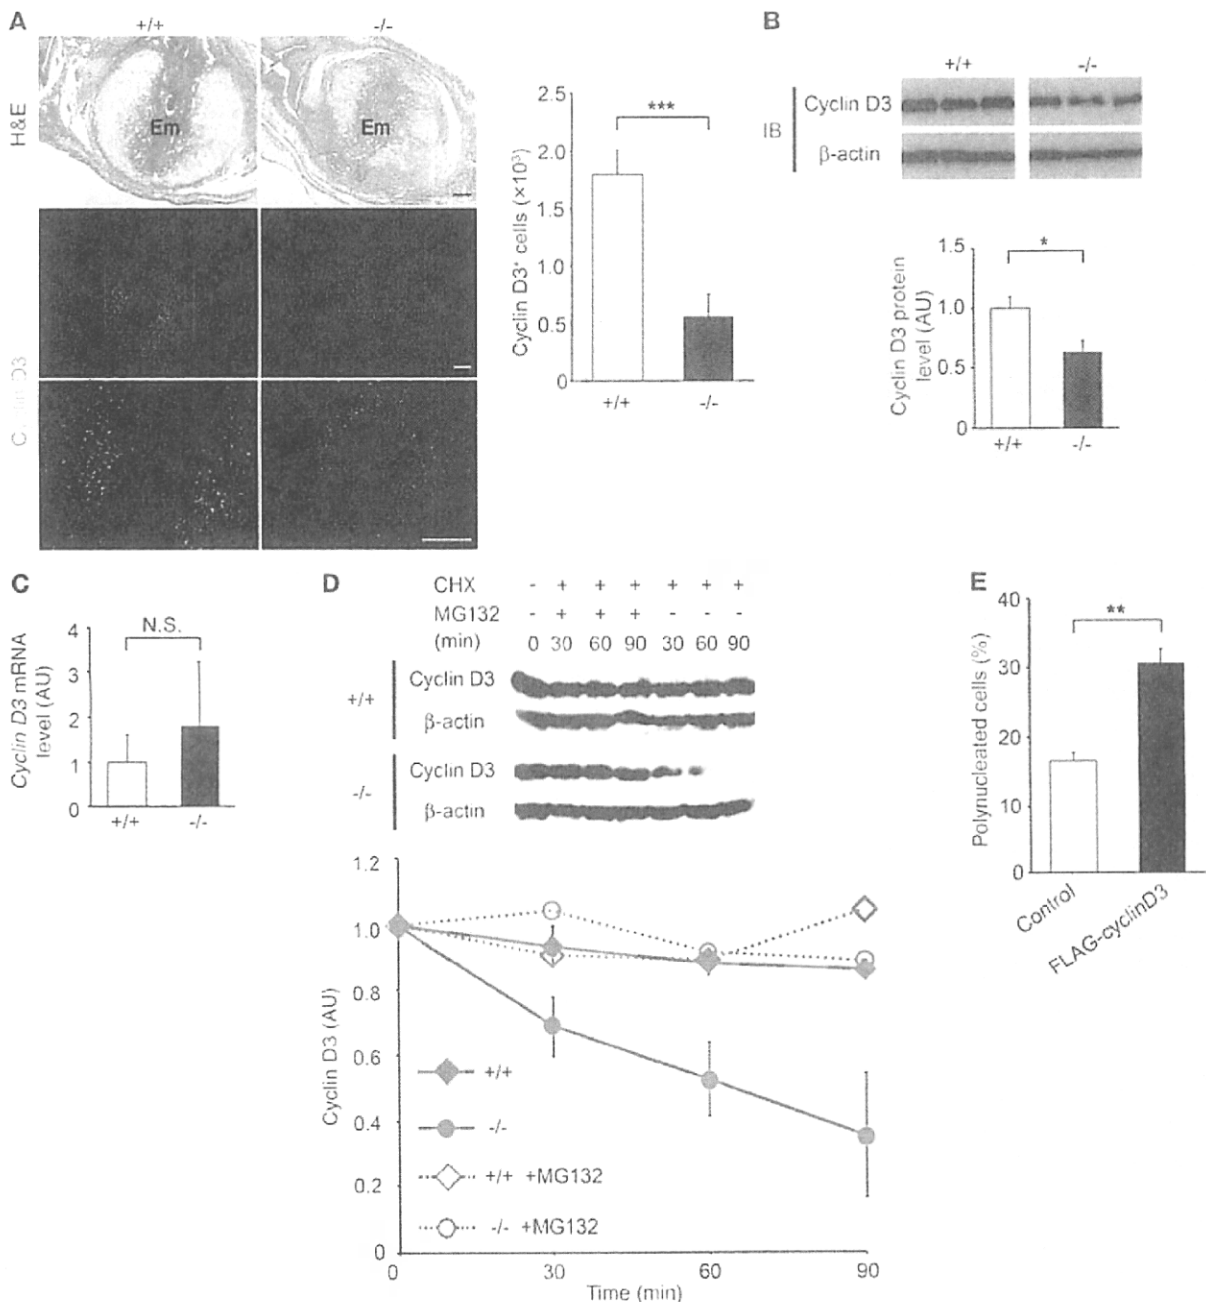 A
+/+
-/-
H&E
Em
Em
Cyclin D3
Cyclin D3⁺ cells (×10³)
2.5
2.0
1.5
1.0
0.5
0
***
+/+
-/-
B
+/+
-/-
IB
Cyclin D3
β-actin
Cyclin D3 protein
level (AU)
1.5
1.0
0.5
0
*
+/+
-/-
C
Cyclin D3 mRNA
level (AU)
4
3
2
1
0
N.S.
+/+
-/-
D
CHX - + + + + + +
MG132 - + + + - - -
(min) 0 30 60 90 30 60 90
+/+
Cyclin D3
β-actin
-/-
Cyclin D3
β-actin
Cyclin D3 (AU)
1.2
1.0
0.8
0.6
0.4
0.2
0
+/+
-/-
+/+ +MG132
-/- +MG132
0 30 60 90
Time (min)
E
Polynucleated cells (%)
40
30
20
10
0
**
Control
FLAG-cyclinD3